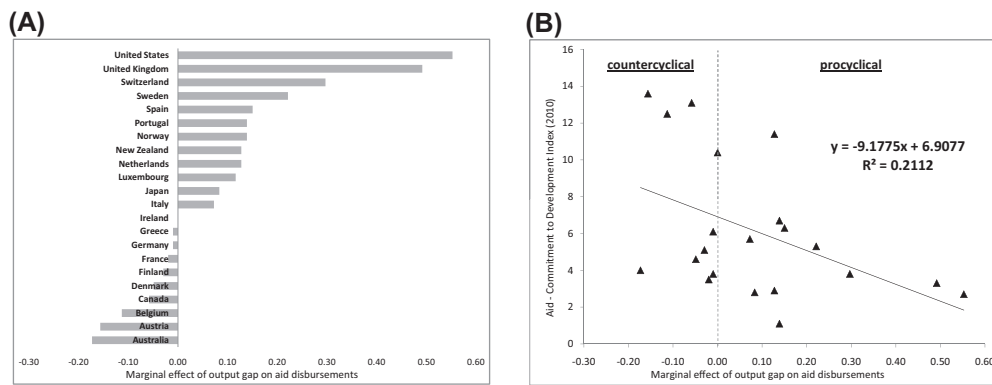 (A)
United States
United Kingdom
Switzerland
Sweden
Spain
Portugal
Norway
New Zealand
Netherlands
Luxembourg
Japan
Italy
Ireland
Greece
Germany
France
Finland
Denmark
Canada
Belgium
Austria
Australia
-0.30 -0.20 -0.10 0.00 0.10 0.20 0.30 0.40 0.50 0.60
Marginal effect of output gap on aid disbursements
(B)
Aid - Commitment to Development Index (2010)
16
14
12
10
8
6
4
2
0
countercyclical procyclical
y = -9.1775x + 6.9077
R² = 0.2112
-0.30 -0.20 -0.10 0.00 0.10 0.20 0.30 0.40 0.50 0.60
Marginal effect of output gap on aid disbursements